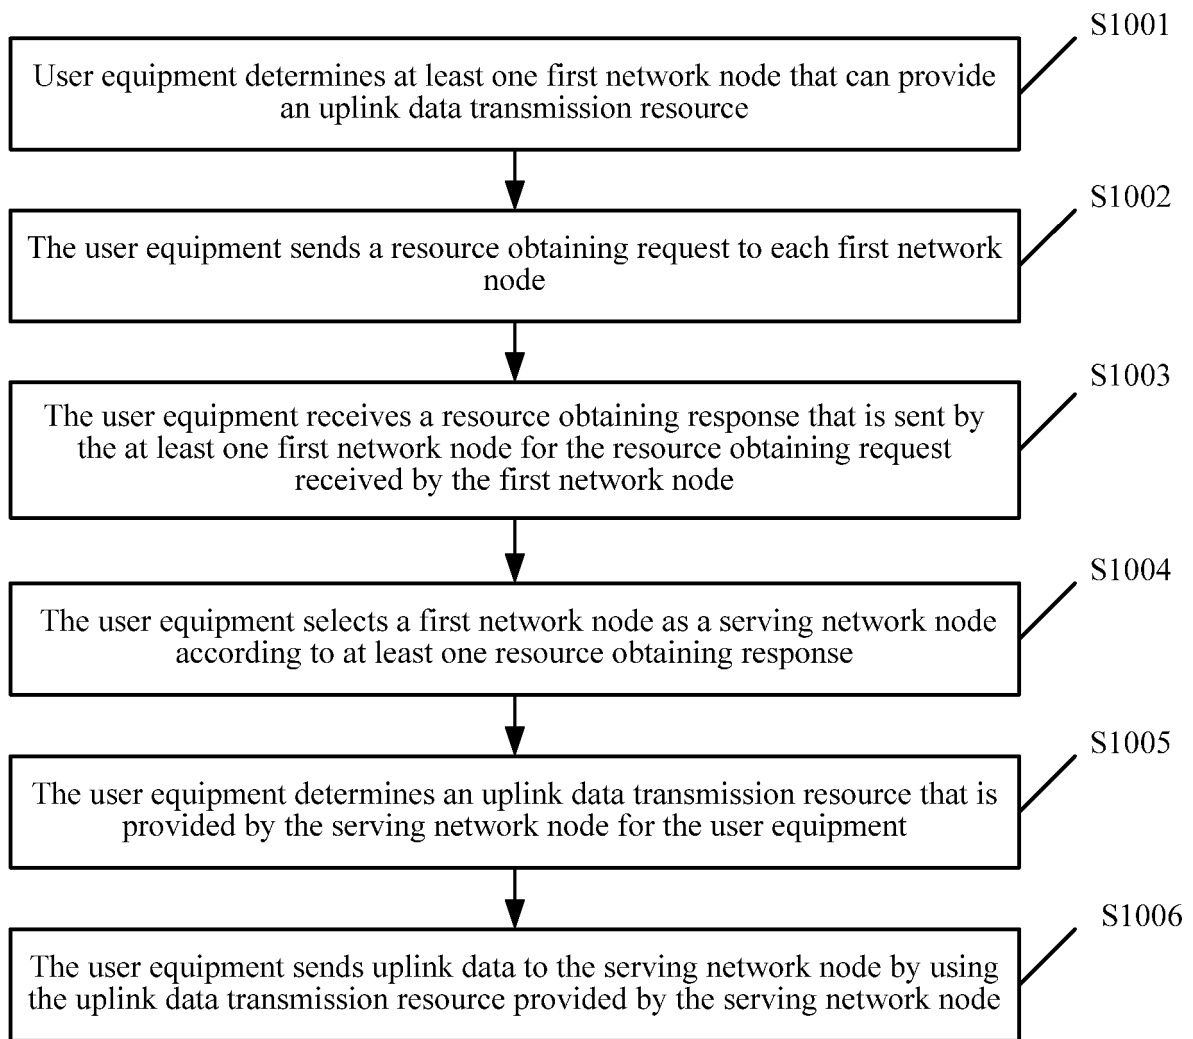 S1001
User equipment determines at least one first network node that can provide
an uplink data transmission resource
S1002
The user equipment sends a resource obtaining request to each first network
node
S1003
The user equipment receives a resource obtaining response that is sent by
the at least one first network node for the resource obtaining request
received by the first network node
S1004
The user equipment selects a first network node as a serving network node
according to at least one resource obtaining response
S1005
The user equipment determines an uplink data transmission resource that is
provided by the serving network node for the user equipment
S1006
The user equipment sends uplink data to the serving network node by using
the uplink data transmission resource provided by the serving network node